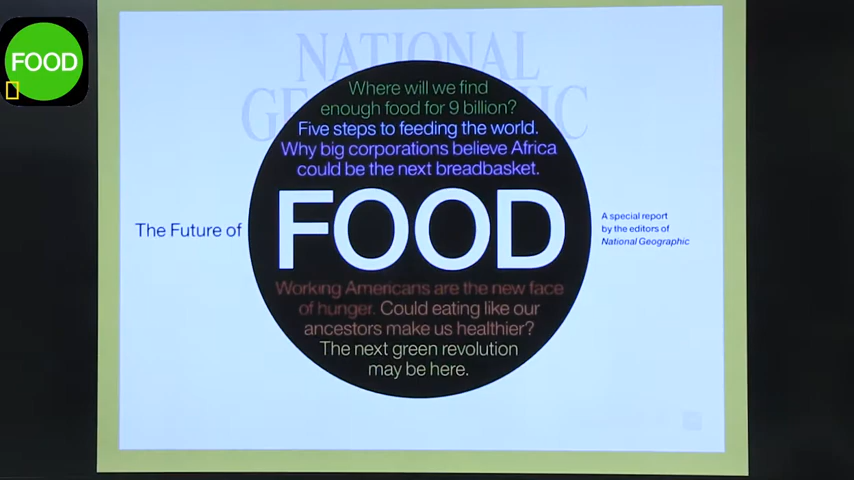 FOOD
NATIONAL
GEOGRAPHIC
Where will we find
enough food for 9 billion?
Five steps to feeding the world.
Why big corporations believe Africa
could be the next breadbasket.
The Future of
FOOD
A special report
by the editors of
National Geographic
Working Americans are the new face
of hunger. Could eating like our
ancestors make us healthier?
The next green revolution
may be here.